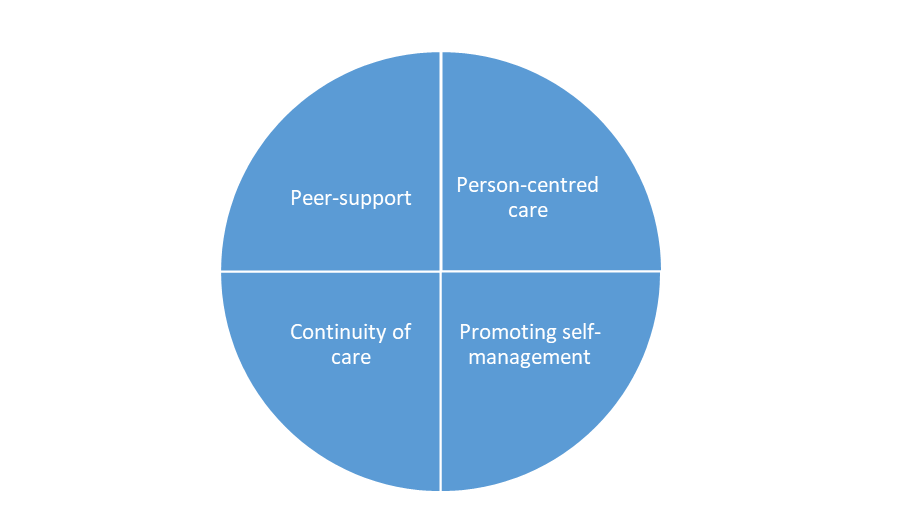 Peer-support
Person-centred
care
Continuity of
care
Promoting self-
management